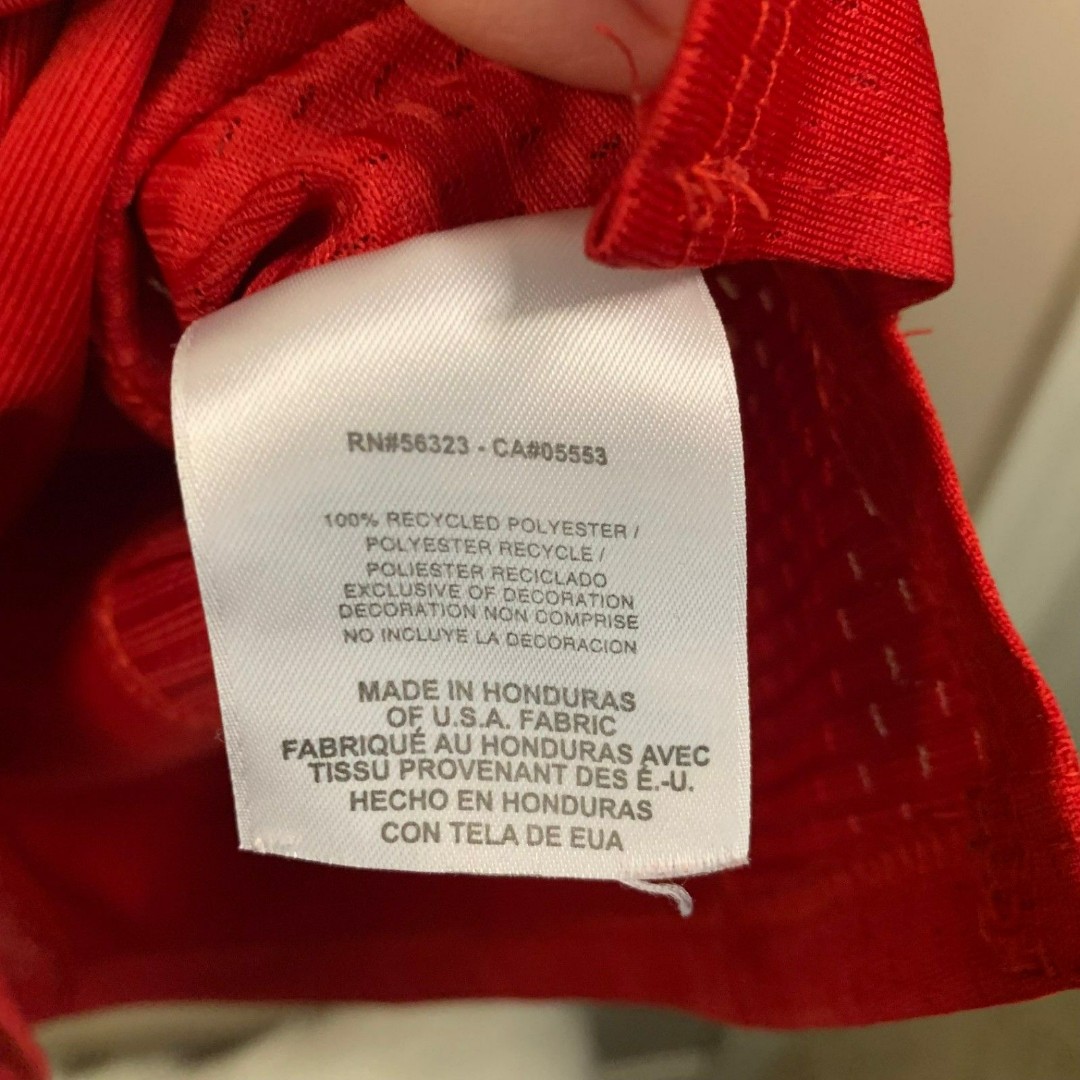 RN#56323 - CA#05553
100% RECYCLED POLYESTER /
POLYESTER RECYCLE /
POLIESTER RECICLADO
EXCLUSIVE OF DECORATION
DECORATION NON COMPRISE
NO INCLUYE LA DECORACION
MADE IN HONDURAS
OF U.S.A. FABRIC
FABRIQUÉ AU HONDURAS AVEC
TISSU PROVENANT DES É.-U.
HECHO EN HONDURAS
CON TELA DE EUA